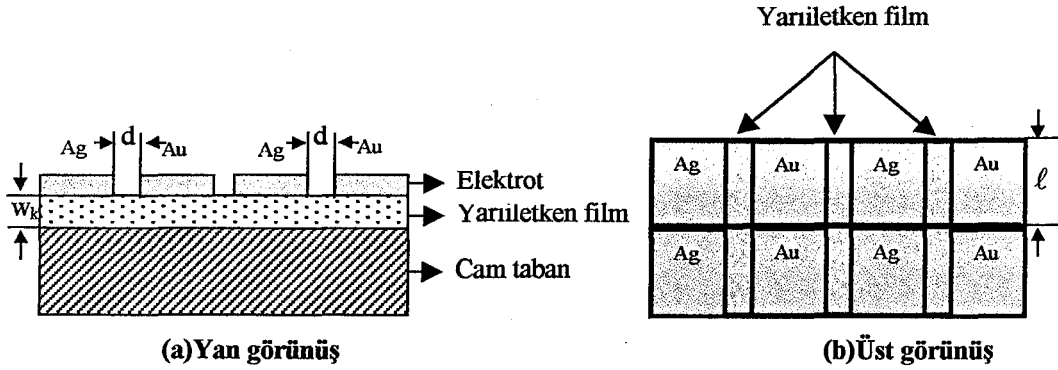 Yarıiletken film
Ag d Au Ag d Au
Elektrot
w_k
Yarıiletken film
Cam taban
(a)Yan görünüş
Ag Au Ag Au
ℓ
Ag Au Ag Au
(b)Üst görünüş